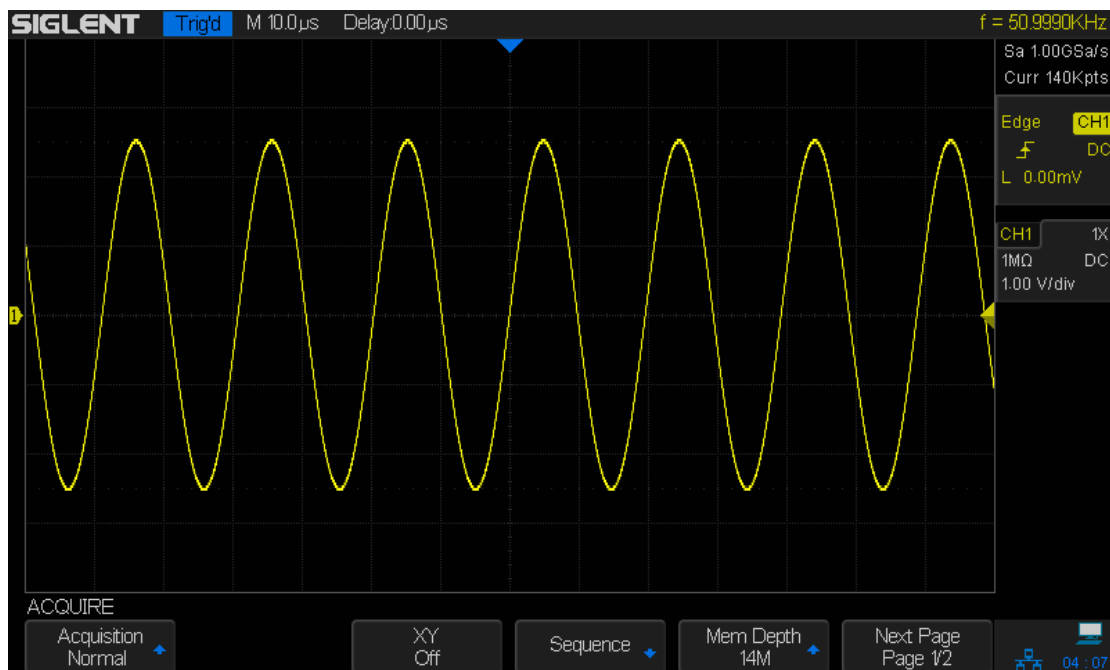 SIGLENT Trig'd M 10.0µs Delay:0.00µs f = 50.9990KHz
Sa 1.00GSa/s
Curr 140Kpts
Edge CH1
DC
L 0.00mV
CH1 1X
1MΩ DC
1.00 V/div
1
ACQUIRE
Acquisition XY Sequence Mem Depth Next Page
Normal Off 14M Page 1/2
04 : 07